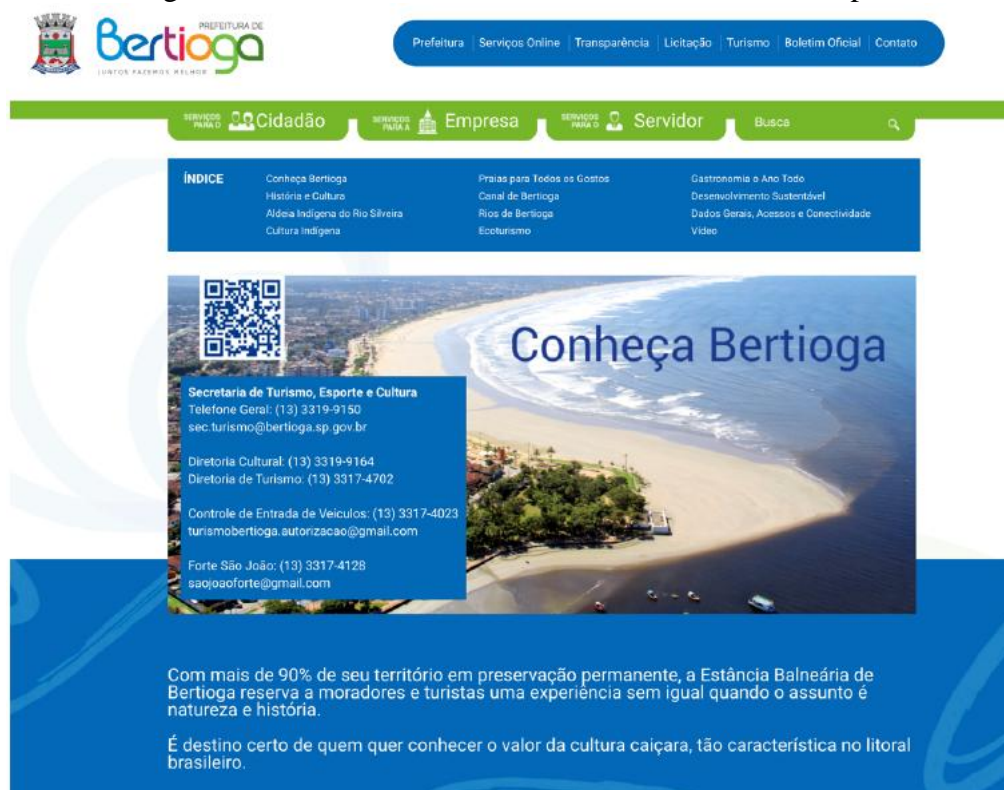 PREFEITURA DE
Bertioga
JUNTOS FAZEMOS MELHOR
Prefeitura Serviços Online Transparência Licitação Turismo Boletim Oficial Contato
SERVIÇOS PARA O Cidadão
SERVIÇOS PARA A Empresa
SERVIÇOS PARA O Servidor
Busca
ÍNDICE
Conheça Bertioga
História e Cultura
Aldeia Indígena do Rio Silveira
Cultura Indígena
Praias para Todos os Gostos
Canal de Bertioga
Rios de Bertioga
Ecoturismo
Gastronomia o Ano Todo
Desenvolvimento Sustentável
Dados Gerais, Acessos e Conectividade
Vídeo
Conheça Bertioga
Secretaria de Turismo, Esporte e Cultura
Telefone Geral: (13) 3319-9150
sec.turismo@bertioga.sp.gov.br
Diretoria Cultural: (13) 3319-9164
Diretoria de Turismo: (13) 3317-4702
Controle de Entrada de Veiculos: (13) 3317-4023
turismobertioga.autorizacao@gmail.com
Forte São João: (13) 3317-4128
saojoaoforte@gmail.com
Com mais de 90% de seu território em preservação permanente, a Estância Balneária de
Bertioga reserva a moradores e turistas uma experiência sem igual quando o assunto é
natureza e história.
É destino certo de quem quer conhecer o valor da cultura caiçara, tão característica no litoral
brasileiro.